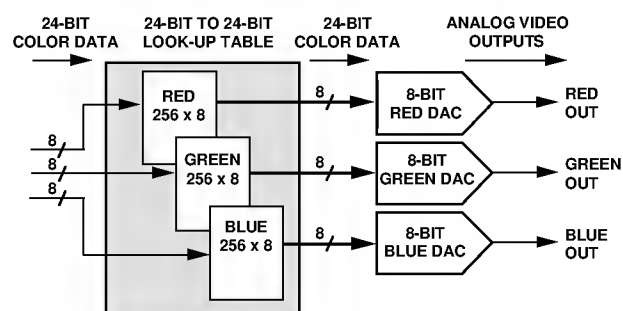 24-BIT
COLOR DATA
24-BIT TO 24-BIT
LOOK-UP TABLE
24-BIT
COLOR DATA
ANALOG VIDEO
OUTPUTS
RED
256 x 8
8
8-BIT
RED DAC
RED
OUT
8
8
8
GREEN
256 x 8
8
8-BIT
GREEN DAC
GREEN
OUT
BLUE
256 x 8
8
8-BIT
BLUE DAC
BLUE
OUT